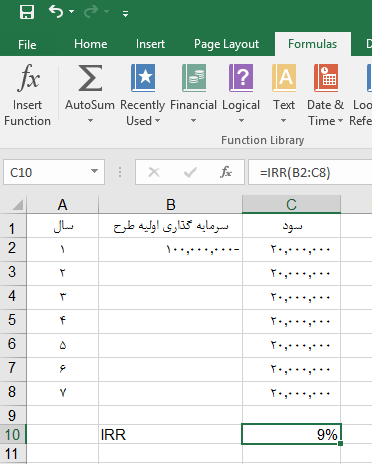 File Home Insert Page Layout Formulas D
fx AutoSum Recently Used Financial Logical Text Date & Time Lo Refe
Insert Function
Function Library
C10 fx =IRR(B2:C8)
A B C
1 سال سرمایه گذاری اولیه طرح سود
2 ۱ -۱۰۰,۰۰۰,۰۰۰ ۲۰,۰۰۰,۰۰۰
3 ۲ ۲۰,۰۰۰,۰۰۰
4 ۳ ۲۰,۰۰۰,۰۰۰
5 ۴ ۲۰,۰۰۰,۰۰۰
6 ۵ ۲۰,۰۰۰,۰۰۰
7 ۶ ۲۰,۰۰۰,۰۰۰
8 ۷ ۲۰,۰۰۰,۰۰۰
9
10 IRR 9%
11